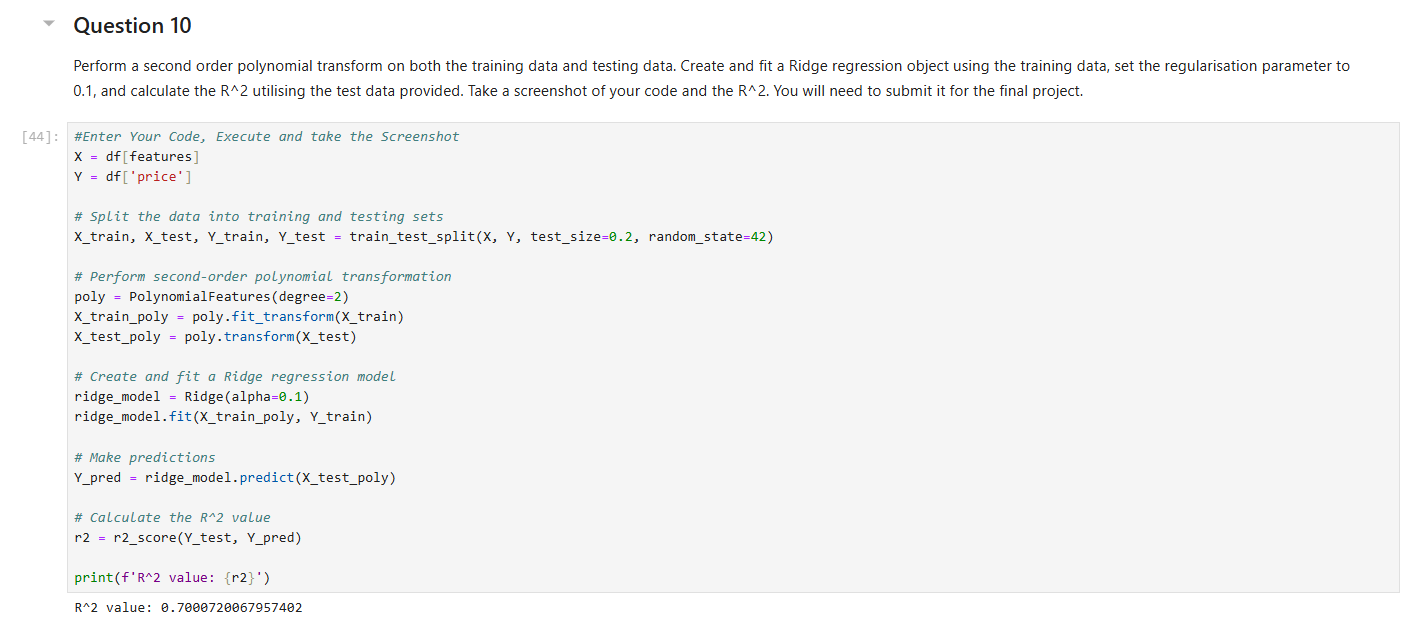 Question 10
Perform a second order polynomial transform on both the training data and testing data. Create and fit a Ridge regression object using the training data, set the regularisation parameter to
0.1, and calculate the R^2 utilising the test data provided. Take a screenshot of your code and the R^2. You will need to submit it for the final project.
[44]: #Enter Your Code, Execute and take the Screenshot
X = df[features]
Y = df['price']
# Split the data into training and testing sets
X_train, X_test, Y_train, Y_test = train_test_split(X, Y, test_size=0.2, random_state=42)
# Perform second-order polynomial transformation
poly = PolynomialFeatures(degree=2)
X_train_poly = poly.fit_transform(X_train)
X_test_poly = poly.transform(X_test)
# Create and fit a Ridge regression model
ridge_model = Ridge(alpha=0.1)
ridge_model.fit(X_train_poly, Y_train)
# Make predictions
Y_pred = ridge_model.predict(X_test_poly)
# Calculate the R^2 value
r2 = r2_score(Y_test, Y_pred)
print(f'R^2 value: {r2}')
R^2 value: 0.7000720067957402